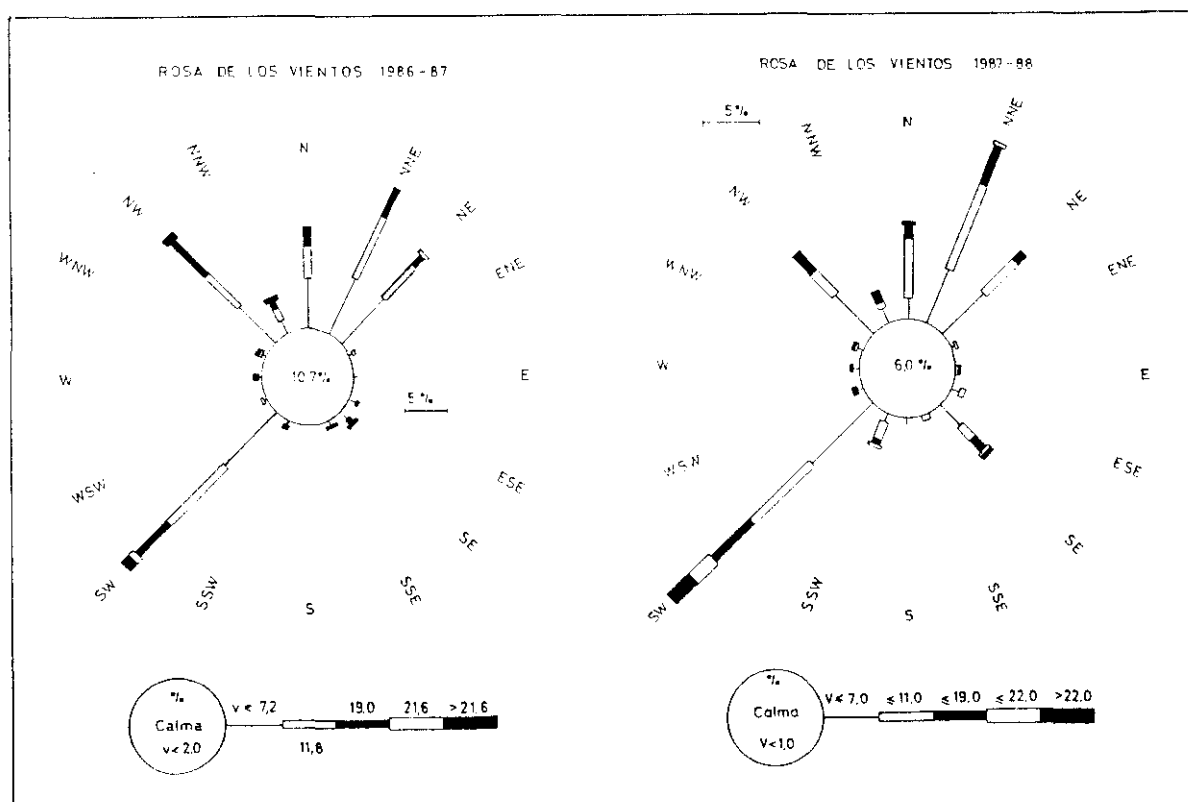 ROSA DE LOS VIENTOS 1986-87
N
NNW
NNE
NW
NE
WNW
ENE
10.7%
W
E
5 %
WSW
ESE
SW
SE
SSW
SSE
S
%
Calma
V<2,0
v ≤ 7,2
11,8
19.0
21,6
>21.6
ROSA DE LOS VIENTOS 1987-88
5%
N
NNW
NNE
NW
NE
WNW
ENE
6,0 %
W
E
WSW
ESE
SW
SE
SSW
SSE
S
%
Calma
V<1,0
V≤7,0 ≤11,0 ≤19,0 ≤22,0 >22,0